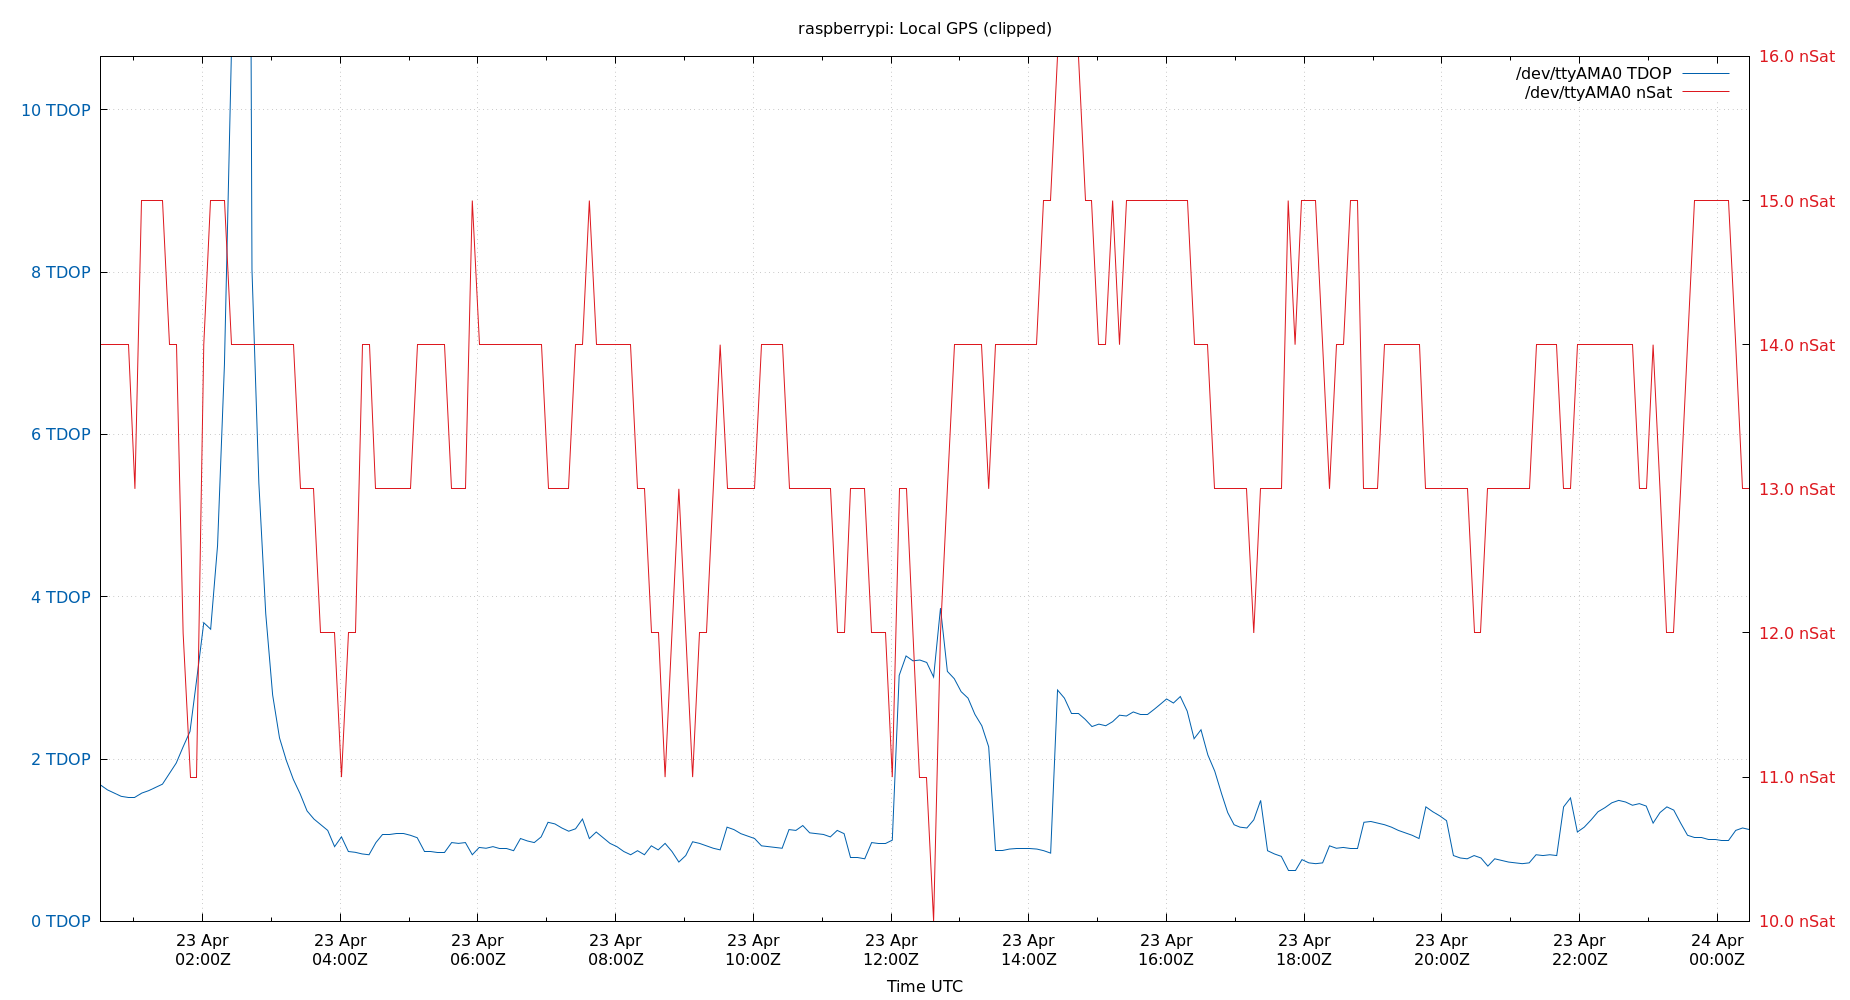 raspberrypi: Local GPS (clipped)
/dev/ttyAMA0 TDOP
/dev/ttyAMA0 nSat
10 TDOP
8 TDOP
6 TDOP
4 TDOP
2 TDOP
0 TDOP
16.0 nSat
15.0 nSat
14.0 nSat
13.0 nSat
12.0 nSat
11.0 nSat
10.0 nSat
23 Apr
02:00Z
23 Apr
04:00Z
23 Apr
06:00Z
23 Apr
08:00Z
23 Apr
10:00Z
23 Apr
12:00Z
23 Apr
14:00Z
23 Apr
16:00Z
23 Apr
18:00Z
23 Apr
20:00Z
23 Apr
22:00Z
24 Apr
00:00Z
Time UTC